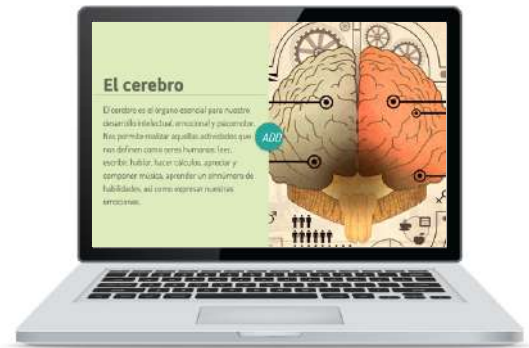 El cerebro
El cerebro es el órgano esencial para nuestro
desarrollo intelectual, emocional y psicomotor.
Nos permite realizar aquellas actividades que
nos definen como seres humanos: leer,
escribir, hablar, hacer cálculos, apreciar y
componer música, aprender un sinnúmero de
habilidades, así como expresar nuestras
emociones.
ADD